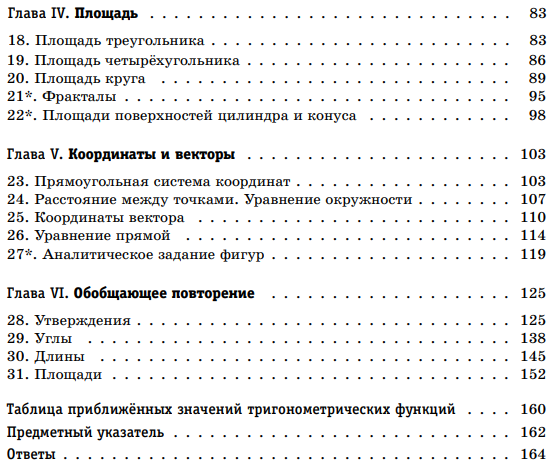 Глава IV. Площадь . . . . . . . . . . . . . . . . . . . . . . . . . . . . 83
18. Площадь треугольника . . . . . . . . . . . . . . . . . . . . . . . . 83
19. Площадь четырёхугольника . . . . . . . . . . . . . . . . . . . . . 86
20. Площадь круга . . . . . . . . . . . . . . . . . . . . . . . . . . . . 89
21*. Фракталы . . . . . . . . . . . . . . . . . . . . . . . . . . . . . . 95
22*. Площади поверхностей цилиндра и конуса . . . . . . . . . . . . 98
Глава V. Координаты и векторы . . . . . . . . . . . . . . . . . . . . . 103
23. Прямоугольная система координат . . . . . . . . . . . . . . . . . 103
24. Расстояние между точками. Уравнение окружности . . . . . . . . 107
25. Координаты вектора . . . . . . . . . . . . . . . . . . . . . . . . . 110
26. Уравнение прямой . . . . . . . . . . . . . . . . . . . . . . . . . . 114
27*. Аналитическое задание фигур . . . . . . . . . . . . . . . . . . . 119
Глава VI. Обобщающее повторение . . . . . . . . . . . . . . . . . . . 125
28. Утверждения . . . . . . . . . . . . . . . . . . . . . . . . . . . . . 125
29. Углы . . . . . . . . . . . . . . . . . . . . . . . . . . . . . . . . . 138
30. Длины . . . . . . . . . . . . . . . . . . . . . . . . . . . . . . . . 145
31. Площади . . . . . . . . . . . . . . . . . . . . . . . . . . . . . . . 152
Таблица приближённых значений тригонометрических функций . . . . 160
Предметный указатель . . . . . . . . . . . . . . . . . . . . . . . . . . 162
Ответы . . . . . . . . . . . . . . . . . . . . . . . . . . . . . . . . . . 164